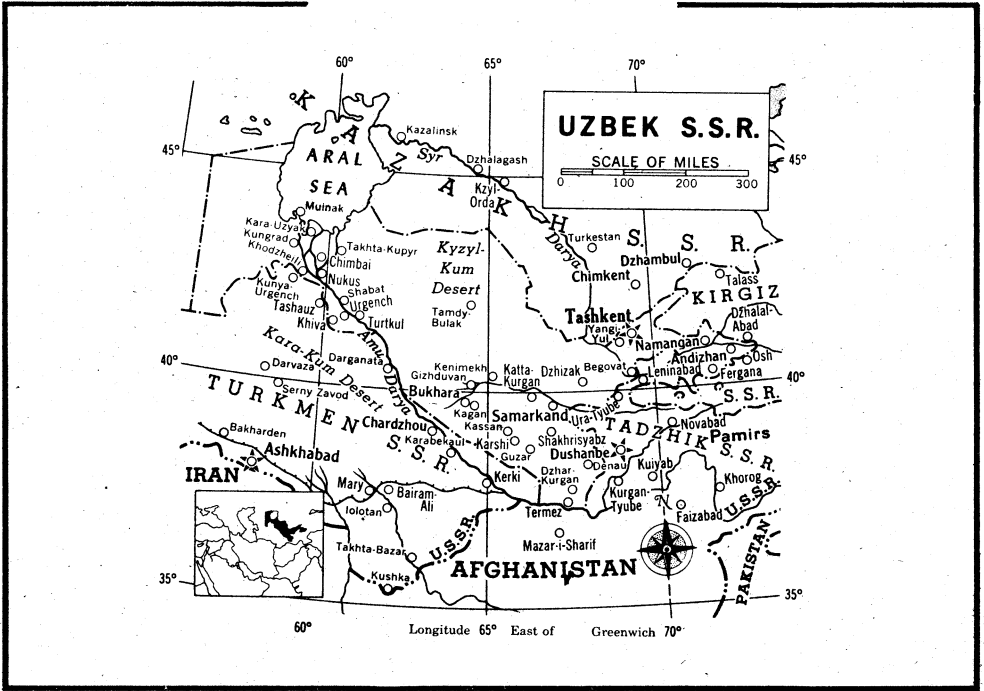 60°
65°
70°
K A Z A K H S. S. R.
UZBEK S.S.R.
SCALE OF MILES
0 100 200 300
45°
45°
Kazalinsk
Syr
Darya
ARAL
SEA
Dzhalagash
Kzyl-
Orda
Muinak
Kara-Uzyak
Kungrad
Khodzheili
Takhta-Kupyr
Chimbai
Nukus
Kunya-
Urgench
Shabat
Urgench
Tashauz
Khiva
Turtkul
Kyzyl-
Kum
Desert
Tamdy-
Bulak
Turkestan
Chimkent
Dzhambul
Talass
KIRGIZ
S.S.R.
Tashkent
Yangi-
Yul
Namangan
Dzhalal-
Abad
Andizhan
Osh
Fergana
Leninabad
Begovat
Dzhizak
Ura-Tyube
40°
40°
Kara-Kum Desert
Amu
Darya
Darganata
Darvaza
Serny Zavod
Kenimekh
Gizhduvan
Katta-
Kurgan
Bukhara
Kagan
Samarkand
Kassan
Karshi
Guzar
Shakhrisyabz
TURKMEN S. S. R.
Chardzhou
Karabekaul
Kerki
TADZHIK S. S. R.
Novabad
Pamirs
Dushanbe
Denau
Kuiyab
Dzhar-
Kurgan
Kurgan-
Tyube
Khorog
Faizabad
N
U.S.S.R.
Termez
Mazar-i-Sharif
Bakharden
Ashkhabad
IRAN
Mary
Bairam-
Ali
Iolotan
Takhta-Bazar
Kushka
U.S.S.R.
AFGHANISTAN
PAKISTAN
35°
35°
60°
Longitude 65° East of Greenwich 70°